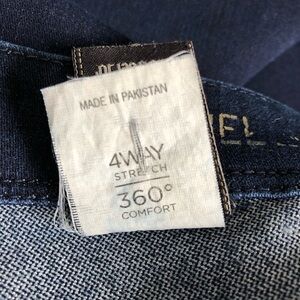 MADE IN PAKISTAN
4WAY
STRETCH
360°
COMFORT